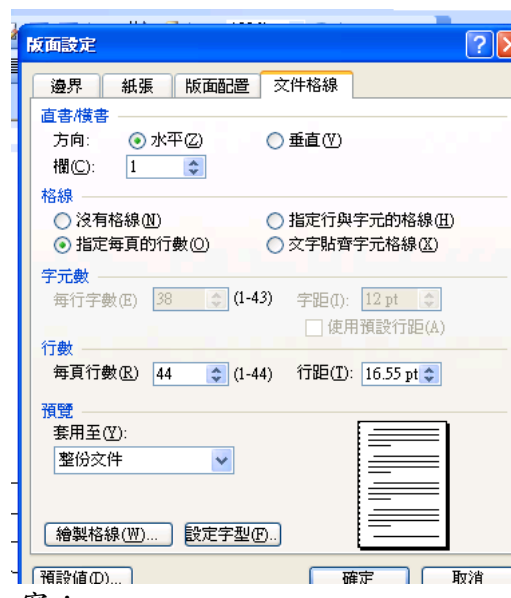 版面設定
邊界 紙張 版面配置 文件格線
直書/橫書
方向: 水平(Z) 垂直(V)
欄(C): 1
格線
沒有格線(N) 指定行與字元的格線(H)
指定每頁的行數(O) 文字貼齊字元格線(X)
字元數
每行字數(E) 38 (1-43) 字距(I): 12 pt
使用預設行距(A)
行數
每頁行數(R) 44 (1-44) 行距(T): 16.55 pt
預覽
套用至(Y):
整份文件
繪製格線(W)... 設定字型(F)..
預設值(D)... 確定 取消